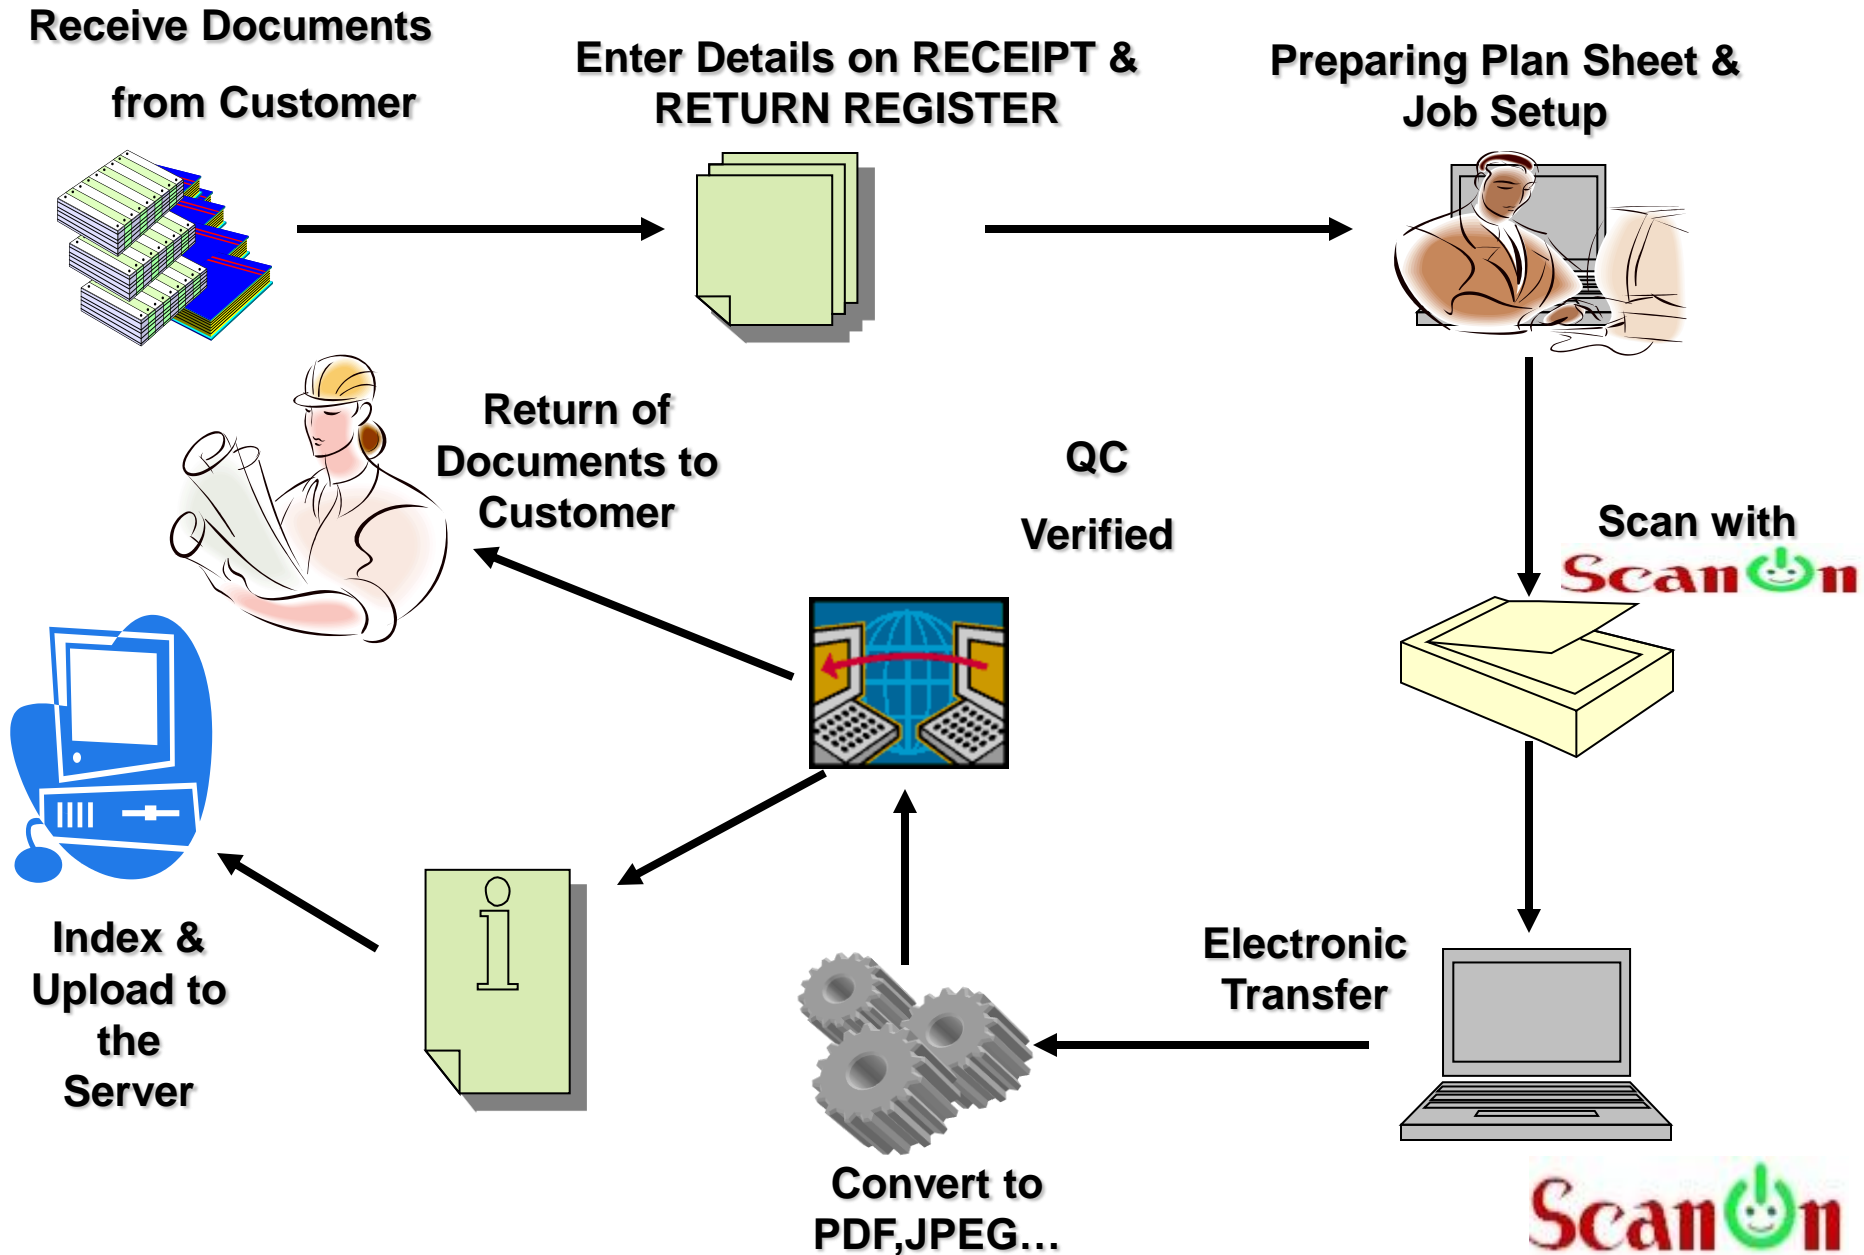 Receive Documents
from Customer
Enter Details on RECEIPT &
RETURN REGISTER
Preparing Plan Sheet &
Job Setup
Return of
Documents to
Customer
QC
Verified
Scan with
ScanOn
Index &
Upload to
the
Server
i
Electronic
Transfer
Convert to
PDF,JPEG…
ScanOn